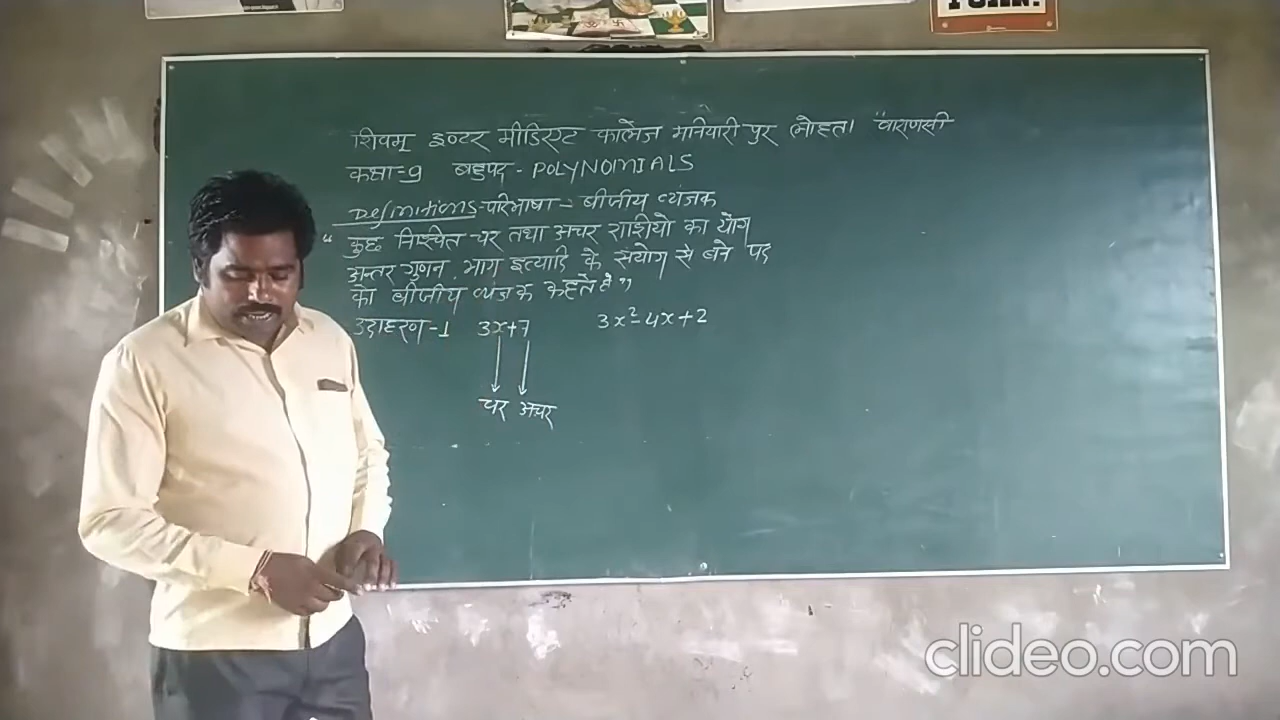 शिवम् इण्टर मीडिएट कालेज मनियारी पुर लोहता "वाराणसी
कक्षा-9 बहुपद - POLYNOMIALS
Definitions-परिभाषा - बीजीय व्यंजक
"कुछ निश्चित चर तथा अचर राशियो का योग
अन्तर गुणन, भाग इत्यादि के संयोग से बने पद
को बीजीय व्यंजक कहते है"
उदाहरण-1 3x+7 3x²-4x+2
चर अचर
clideo.com